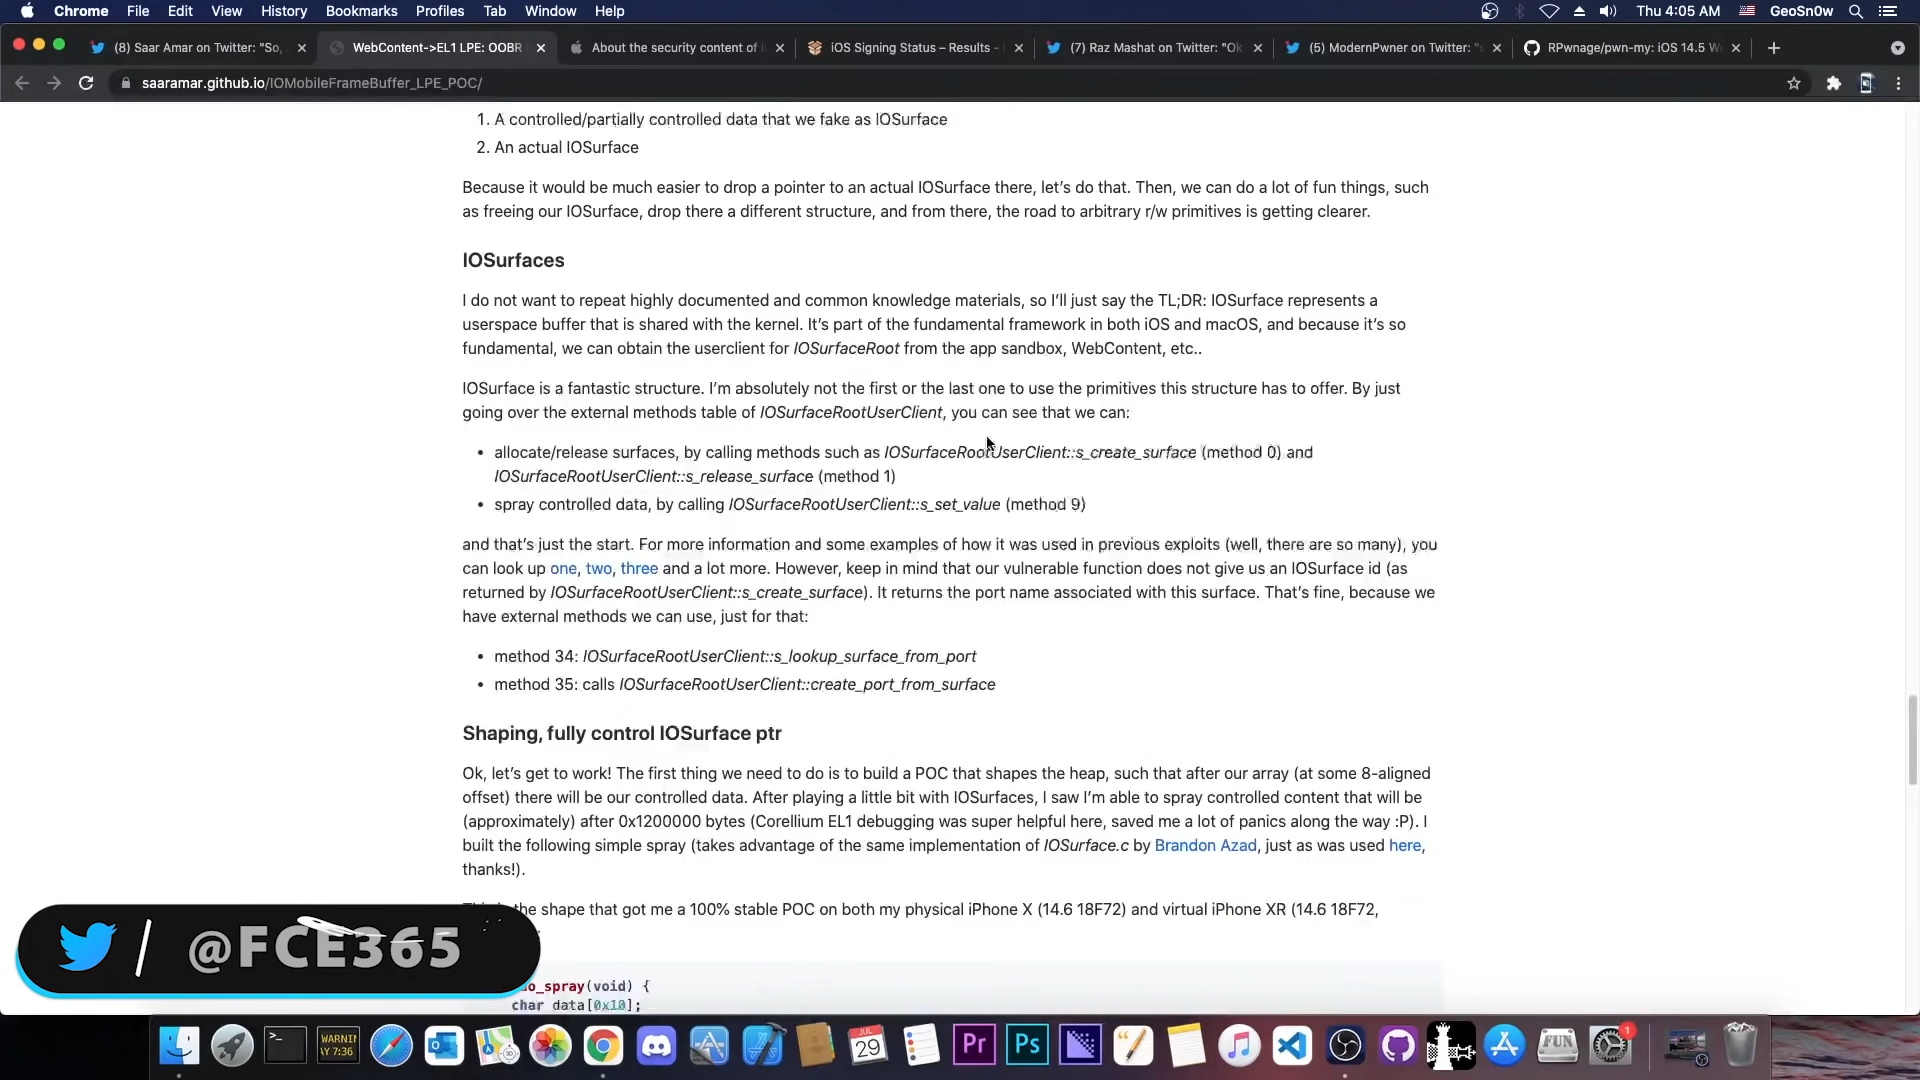 Chrome File Edit View History Bookmarks Profiles Tab Window Help Thu 4:05 AM GeoSn0w
(8) Saar Amar on Twitter: "So, WebContent->EL1 LPE: OOBR About the security content of i iOS Signing Status – Results - (7) Raz Mashat on Twitter: "Ok (5) ModernPwner on Twitter: " RPwnage/pwn-my: iOS 14.5 W
saaramar.github.io/IOMobileFrameBuffer_LPE_POC/
1. A controlled/partially controlled data that we fake as IOSurface
2. An actual IOSurface
Because it would be much easier to drop a pointer to an actual IOSurface there, let's do that. Then, we can do a lot of fun things, such
as freeing our IOSurface, drop there a different structure, and from there, the road to arbitrary r/w primitives is getting clearer.
IOSurfaces
I do not want to repeat highly documented and common knowledge materials, so I'll just say the TL;DR: IOSurface represents a
userspace buffer that is shared with the kernel. It's part of the fundamental framework in both iOS and macOS, and because it's so
fundamental, we can obtain the userclient for IOSurfaceRoot from the app sandbox, WebContent, etc..
IOSurface is a fantastic structure. I'm absolutely not the first or the last one to use the primitives this structure has to offer. By just
going over the external methods table of IOSurfaceRootUserClient, you can see that we can:
• allocate/release surfaces, by calling methods such as IOSurfaceRootUserClient::s_create_surface (method 0) and
IOSurfaceRootUserClient::s_release_surface (method 1)
• spray controlled data, by calling IOSurfaceRootUserClient::s_set_value (method 9)
and that's just the start. For more information and some examples of how it was used in previous exploits (well, there are so many), you
can look up one, two, three and a lot more. However, keep in mind that our vulnerable function does not give us an IOSurface id (as
returned by IOSurfaceRootUserClient::s_create_surface). It returns the port name associated with this surface. That's fine, because we
have external methods we can use, just for that:
• method 34: IOSurfaceRootUserClient::s_lookup_surface_from_port
• method 35: calls IOSurfaceRootUserClient::create_port_from_surface
Shaping, fully control IOSurface ptr
Ok, let's get to work! The first thing we need to do is to build a POC that shapes the heap, such that after our array (at some 8-aligned
offset) there will be our controlled data. After playing a little bit with IOSurfaces, I saw I'm able to spray controlled content that will be
(approximately) after 0x1200000 bytes (Corellium EL1 debugging was super helpful here, saved me a lot of panics along the way :P). I
built the following simple spray (takes advantage of the same implementation of IOSurface.c by Brandon Azad, just as was used here,
thanks!).
the shape that got me a 100% stable POC on both my physical iPhone X (14.6 18F72) and virtual iPhone XR (14.6 18F72,
/ @FCE365
do_spray(void) {
char data[0x10];
WARNIN
AY 7:36
3D
JUL
29
Pr Ps
FUN
1